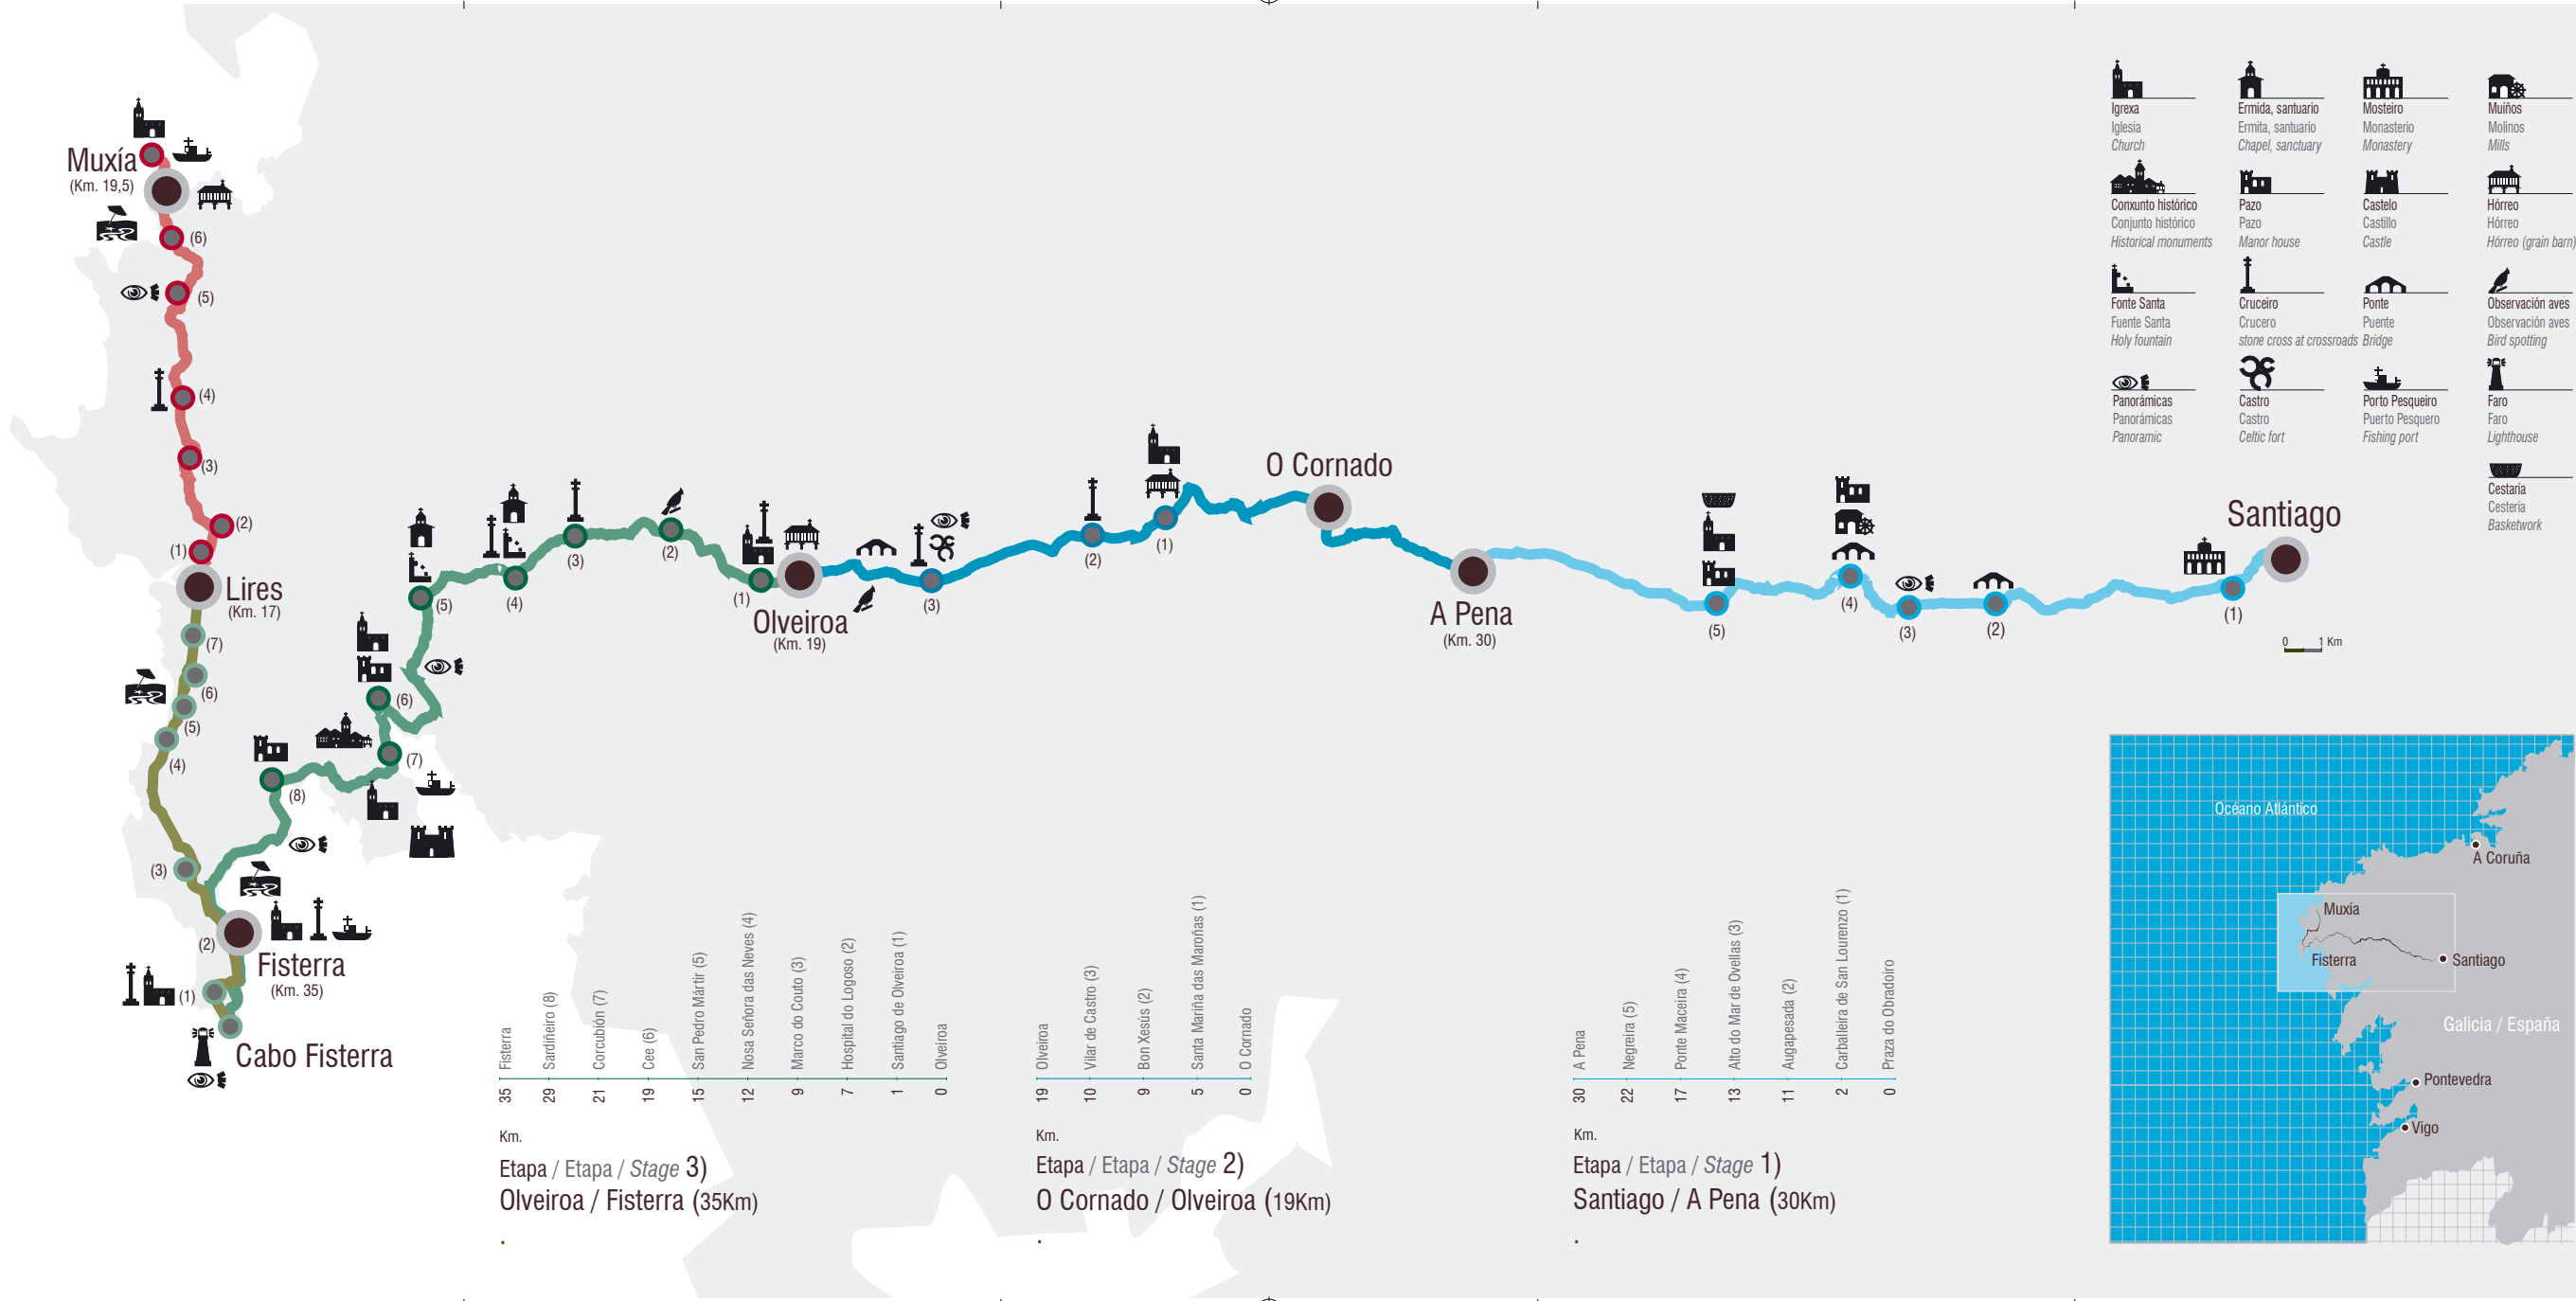 Muxía
(Km. 19,5)
(6)
(5)
(4)
(3)
(2)
(1)
Lires
(Km. 17)
(7)
(6)
(5)
(4)
(3)
(2)
Fisterra
(Km. 35)
(1)
Cabo Fisterra
(8)
(7)
(6)
(5)
(4)
(3)
(2)
(1)
Olveiroa
(Km. 19)
(3)
(2)
(1)
O Cornado
A Pena
(Km. 30)
(5)
(4)
(3)
(2)
(1)
Santiago
0 1 Km
Igrexa
Iglesia
Church
Ermida, santuario
Ermita, santuario
Chapel, sanctuary
Mosteiro
Monasterio
Monastery
Muíños
Molinos
Mills
Conxunto histórico
Conjunto histórico
Historical monuments
Pazo
Pazo
Manor house
Castelo
Castillo
Castle
Hórreo
Hórreo
Hórreo (grain barn)
Fonte Santa
Fuente Santa
Holy fountain
Cruceiro
Crucero
stone cross at crossroads
Ponte
Puente
Bridge
Observación aves
Observación aves
Bird spotting
Panorámicas
Panorámicas
Panoramic
Castro
Castro
Celtic fort
Porto Pesqueiro
Puerto Pesquero
Fishing port
Faro
Faro
Lighthouse
Cestaría
Cestería
Basketwork
35 Fisterra
29 Sardiñeiro (8)
21 Corcubión (7)
19 Cee (6)
15 San Pedro Mártir (5)
12 Nosa Señora das Neves (4)
9 Marco do Couto (3)
7 Hospital do Logoso (2)
1 Santiago de Olveiroa (1)
0 Olveiroa
Km.
Etapa / Etapa / Stage 3)
Olveiroa / Fisterra (35Km)
.
19 Olveiroa
10 Vilar de Castro (3)
9 Bon Xesús (2)
5 Santa Mariña das Maroñas (1)
0 O Cornado
Km.
Etapa / Etapa / Stage 2)
O Cornado / Olveiroa (19Km)
.
30 A Pena
22 Negreira (5)
17 Ponte Maceira (4)
13 Alto do Mar de Ovellas (3)
11 Augapesada (2)
2 Carballeira de San Lourenzo (1)
0 Praza do Obradoiro
Km.
Etapa / Etapa / Stage 1)
Santiago / A Pena (30Km)
.
Océano Atlántico
A Coruña
Muxía
Fisterra
Santiago
Galicia / España
Pontevedra
Vigo